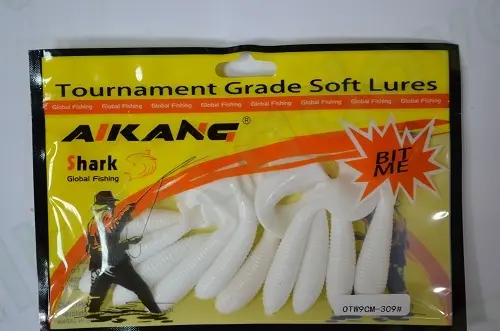 Tournament Grade Soft Lures
Global Fishing Global Fishing Global Fishing Global Fishing Global Fishing Global Fishing Global Fishing Global Fishing
AIKANG®
Shark
Global Fishing
BIT
ME
OTW9CM-309#